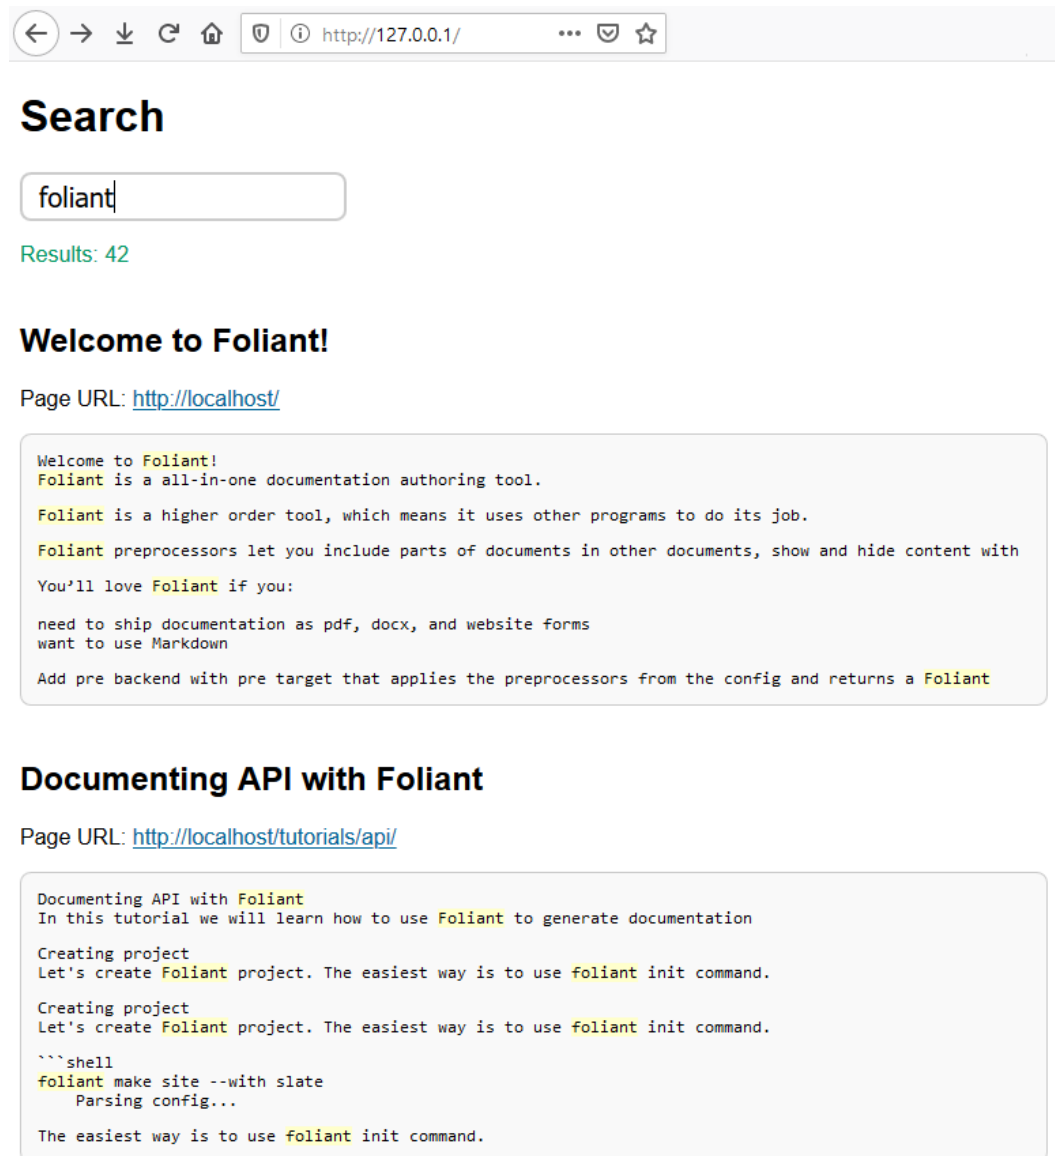 http://127.0.0.1/
Search
foliant
Results: 42
Welcome to Foliant!
Page URL: http://localhost/
Welcome to Foliant!
Foliant is a all-in-one documentation authoring tool.
Foliant is a higher order tool, which means it uses other programs to do its job.
Foliant preprocessors let you include parts of documents in other documents, show and hide content with
You’ll love Foliant if you:
need to ship documentation as pdf, docx, and website forms
want to use Markdown
Add pre backend with pre target that applies the preprocessors from the config and returns a Foliant
Documenting API with Foliant
Page URL: http://localhost/tutorials/api/
Documenting API with Foliant
In this tutorial we will learn how to use Foliant to generate documentation
Creating project
Let's create Foliant project. The easiest way is to use foliant init command.
Creating project
Let's create Foliant project. The easiest way is to use foliant init command.
```shell
foliant make site --with slate
    Parsing config...
The easiest way is to use foliant init command.